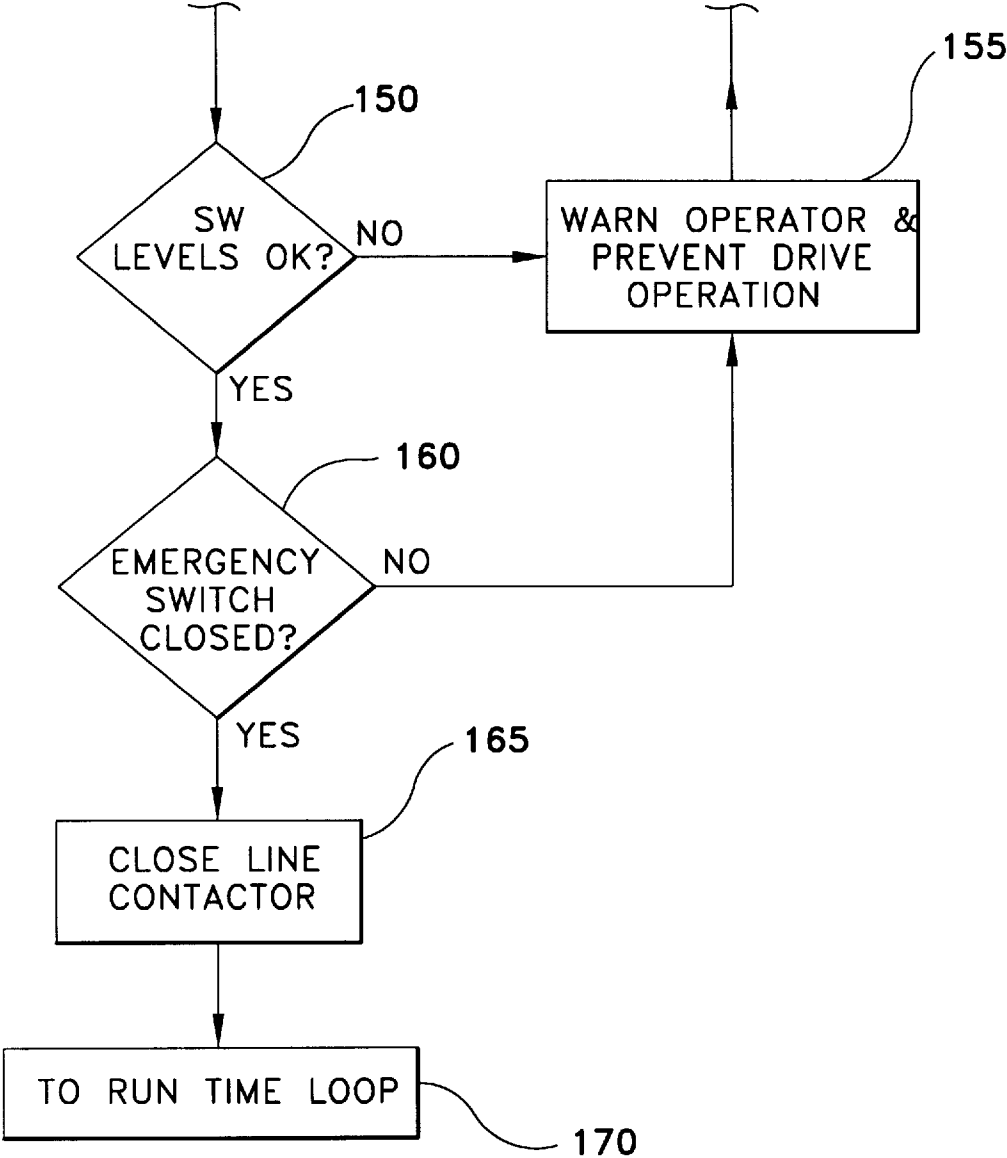 155
150
SW
LEVELS OK?
NO
WARN OPERATOR &
PREVENT DRIVE
OPERATION
YES
160
EMERGENCY
SWITCH
CLOSED?
NO
YES
165
CLOSE LINE
CONTACTOR
TO RUN TIME LOOP
170